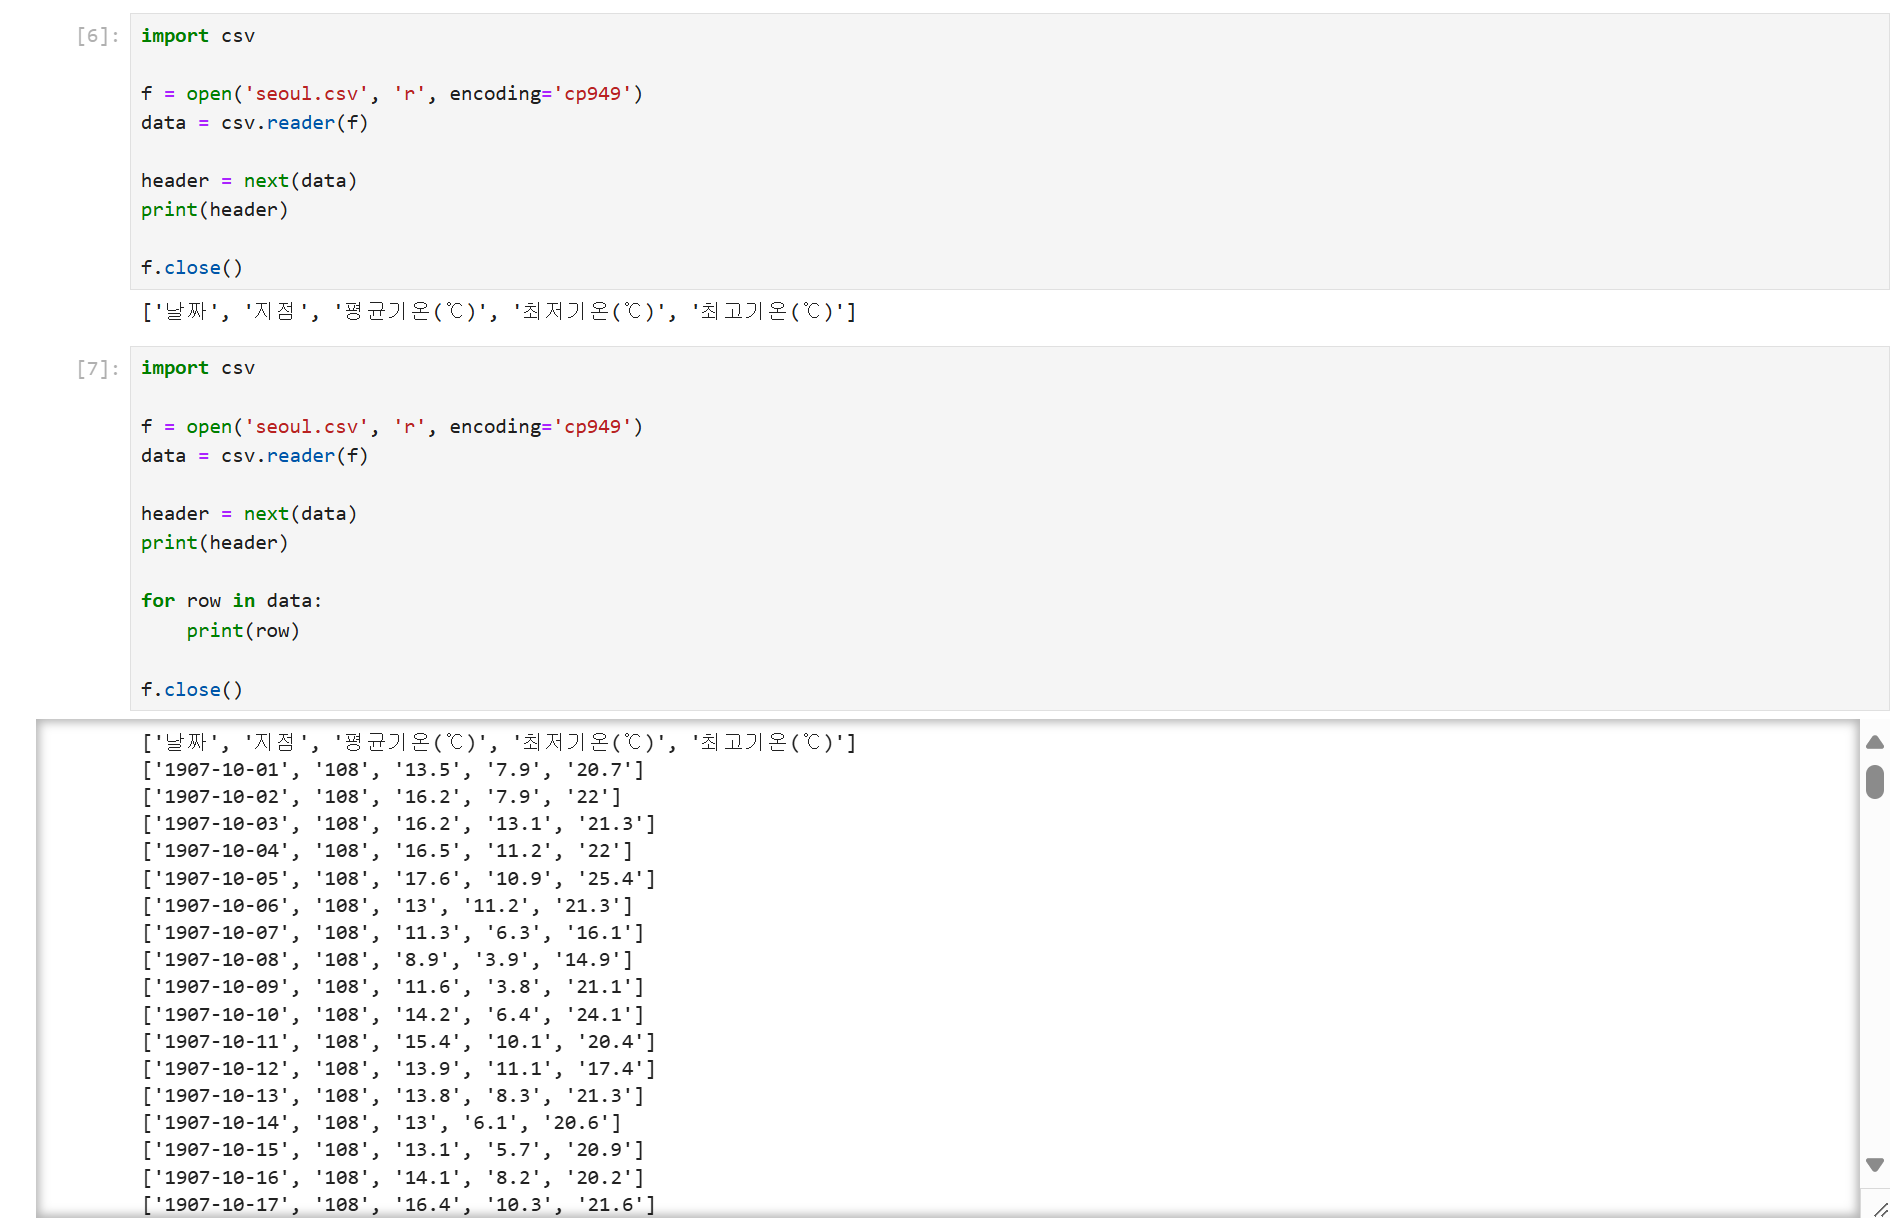 [6]:
import csv
f = open('seoul.csv', 'r', encoding='cp949')
data = csv.reader(f)
header = next(data)
print(header)
f.close()
['날짜', '지점', '평균기온(℃)', '최저기온(℃)', '최고기온(℃)']
[7]:
import csv
f = open('seoul.csv', 'r', encoding='cp949')
data = csv.reader(f)
header = next(data)
print(header)
for row in data:
    print(row)
f.close()
['날짜', '지점', '평균기온(℃)', '최저기온(℃)', '최고기온(℃)']
['1907-10-01', '108', '13.5', '7.9', '20.7']
['1907-10-02', '108', '16.2', '7.9', '22']
['1907-10-03', '108', '16.2', '13.1', '21.3']
['1907-10-04', '108', '16.5', '11.2', '22']
['1907-10-05', '108', '17.6', '10.9', '25.4']
['1907-10-06', '108', '13', '11.2', '21.3']
['1907-10-07', '108', '11.3', '6.3', '16.1']
['1907-10-08', '108', '8.9', '3.9', '14.9']
['1907-10-09', '108', '11.6', '3.8', '21.1']
['1907-10-10', '108', '14.2', '6.4', '24.1']
['1907-10-11', '108', '15.4', '10.1', '20.4']
['1907-10-12', '108', '13.9', '11.1', '17.4']
['1907-10-13', '108', '13.8', '8.3', '21.3']
['1907-10-14', '108', '13', '6.1', '20.6']
['1907-10-15', '108', '13.1', '5.7', '20.9']
['1907-10-16', '108', '14.1', '8.2', '20.2']
['1907-10-17', '108', '16.4', '10.3', '21.6']